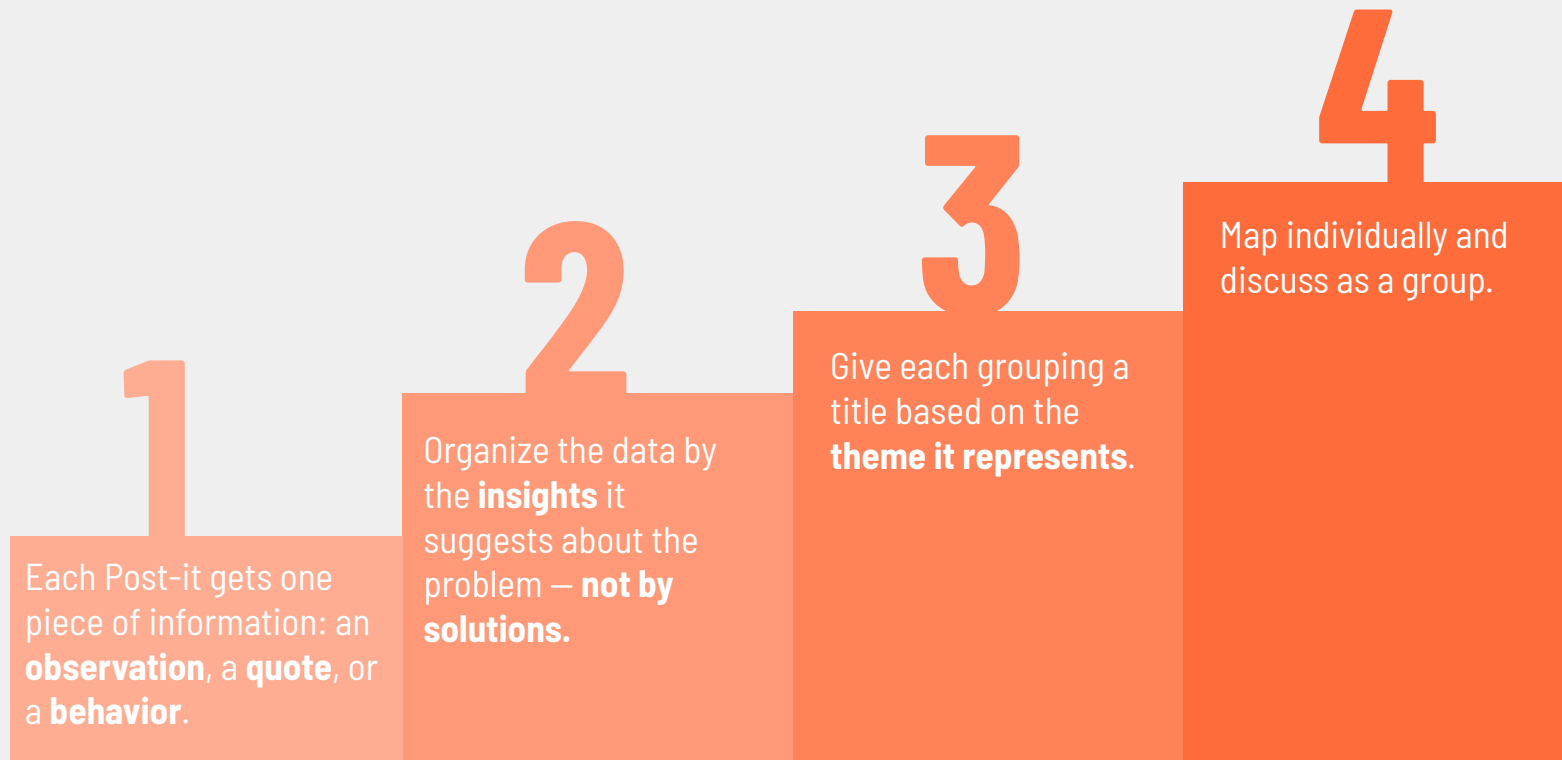 1
Each Post-it gets one
piece of information: an
observation, a quote, or
a behavior.
2
Organize the data by
the insights it
suggests about the
problem – not by
solutions.
3
Give each grouping a
title based on the
theme it represents.
4
Map individually and
discuss as a group.